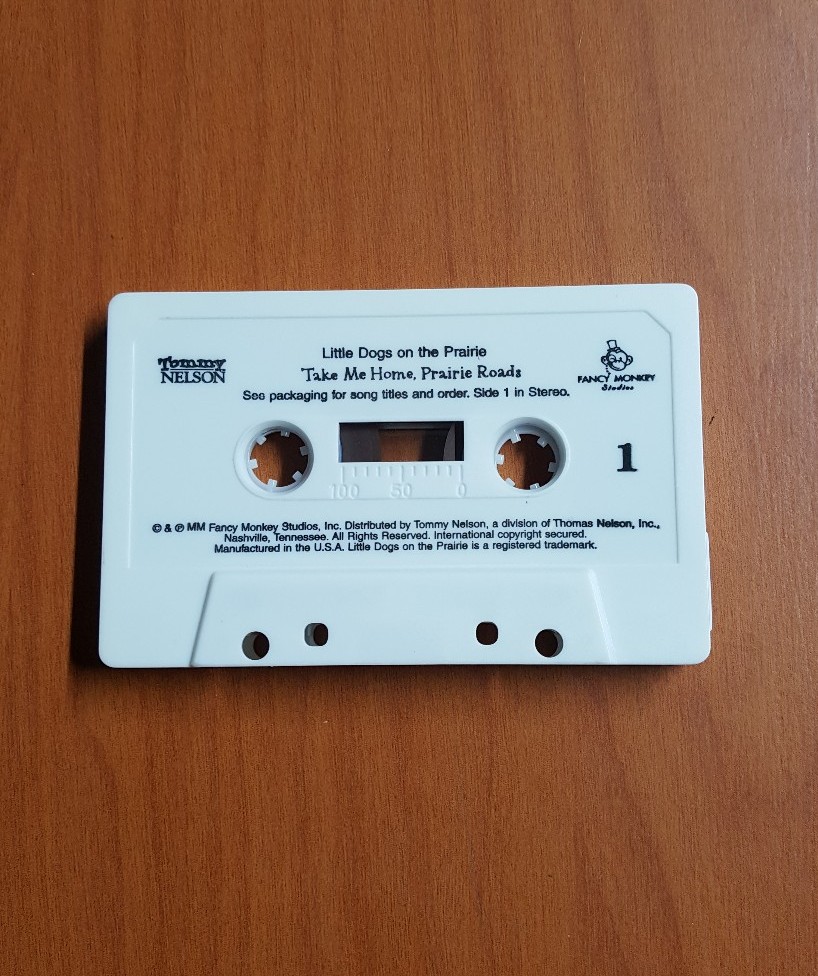 Little Dogs on the Prairie
Tommy
NELSON
Take Me Home, Prairie Roads
FANCY MONKEY
Studios
See packaging for song titles and order. Side 1 in Stereo.
1
100 50 0
© & ℗ MM Fancy Monkey Studios, Inc. Distributed by Tommy Nelson, a division of Thomas Nelson, Inc.,
Nashville, Tennessee. All Rights Reserved. International copyright secured.
Manufactured in the U.S.A. Little Dogs on the Prairie is a registered trademark.